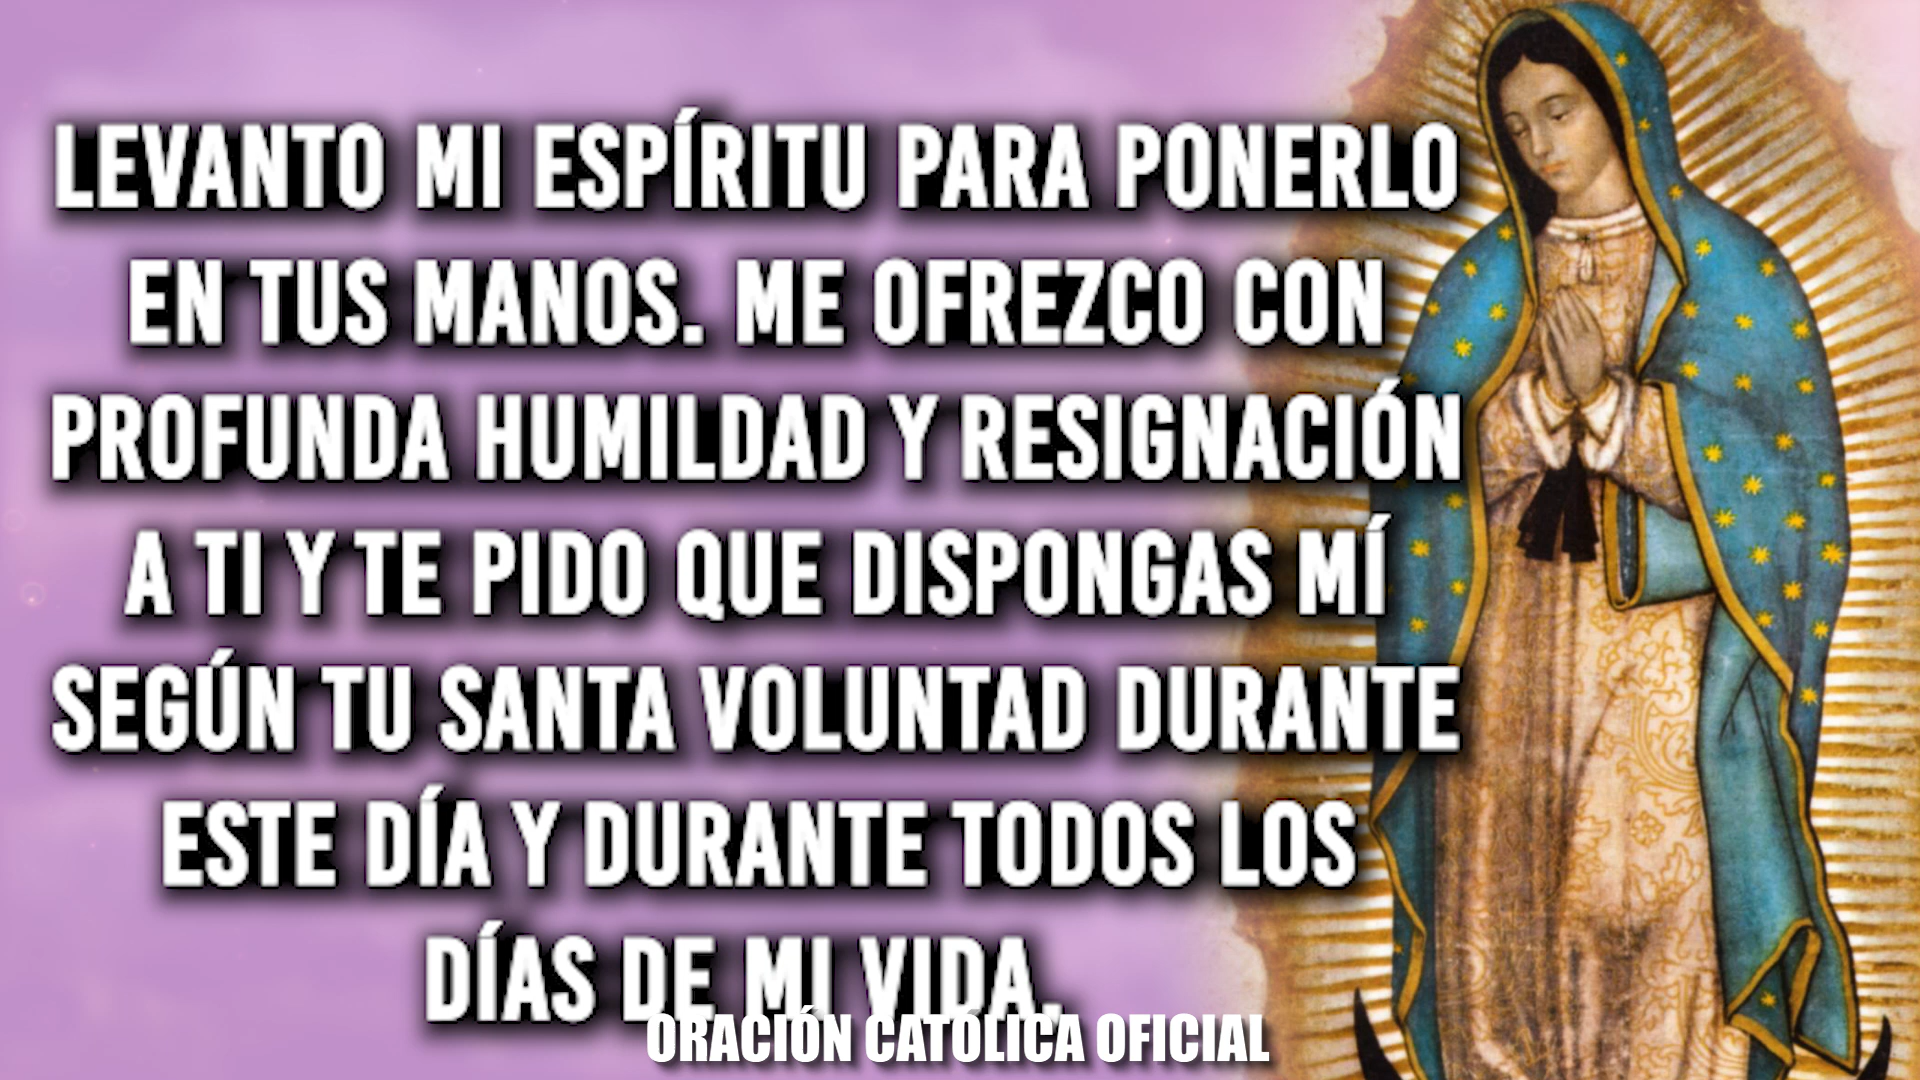 LEVANTO MI ESPÍRITU PARA PONERLO
EN TUS MANOS. ME OFREZCO CON
PROFUNDA HUMILDAD Y RESIGNACIÓN
A TI Y TE PIDO QUE DISPONGAS MÍ
SEGÚN TU SANTA VOLUNTAD DURANTE
ESTE DÍA Y DURANTE TODOS LOS
DÍAS DE MI VIDA.
ORACIÓN CATÓLICA OFICIAL